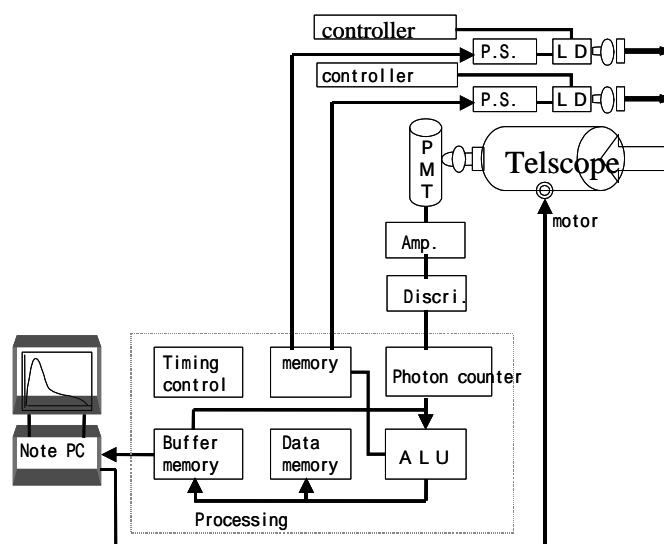 controller
P.S.
L D
controller
P.S.
L D
P
M
T
Telscope
motor
Amp.
Discri.
Timing
control
memory
Photon counter
Note PC
Buffer
memory
Data
memory
A L U
Processing